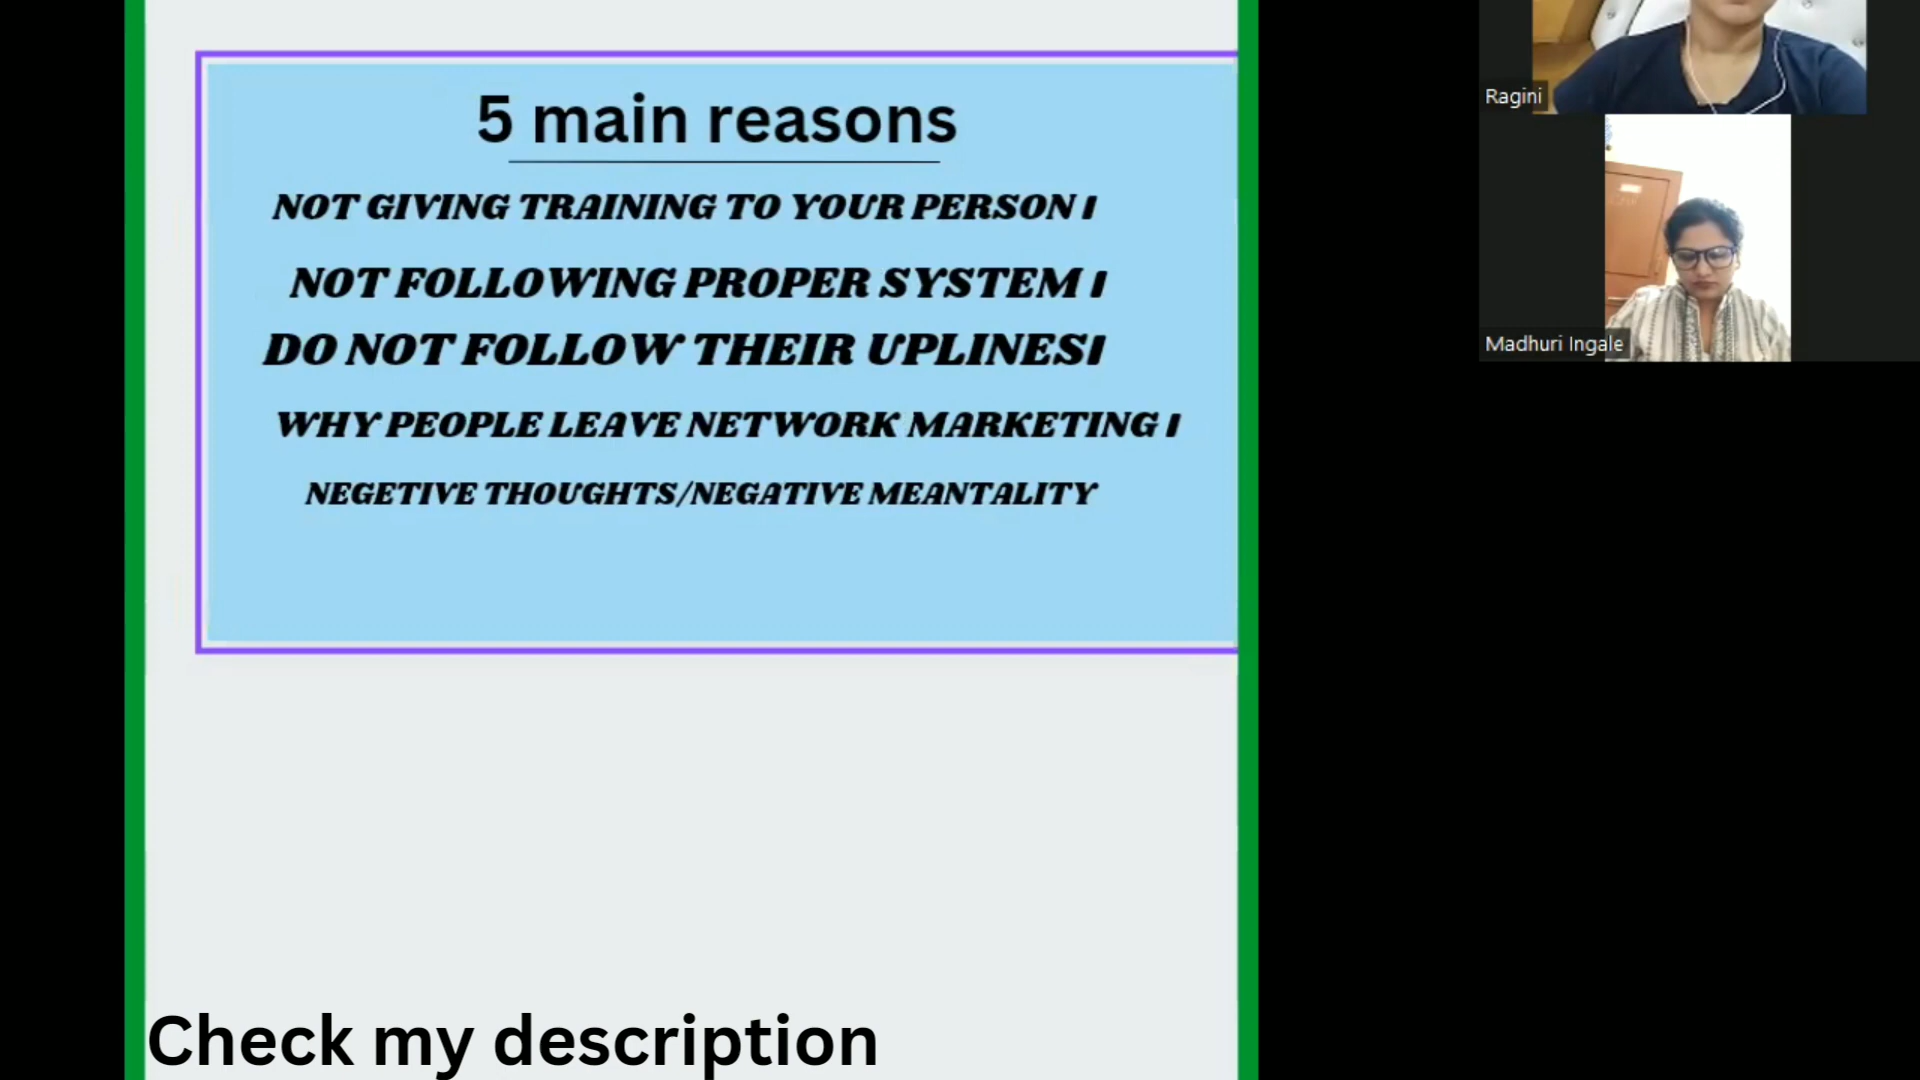 5 main reasons
NOT GIVING TRAINING TO YOUR PERSON I
NOT FOLLOWING PROPER SYSTEM I
DO NOT FOLLOW THEIR UPLINESI
WHY PEOPLE LEAVE NETWORK MARKETING I
NEGETIVE THOUGHTS/NEGATIVE MEANTALITY
Check my description
Ragini
Madhuri Ingale